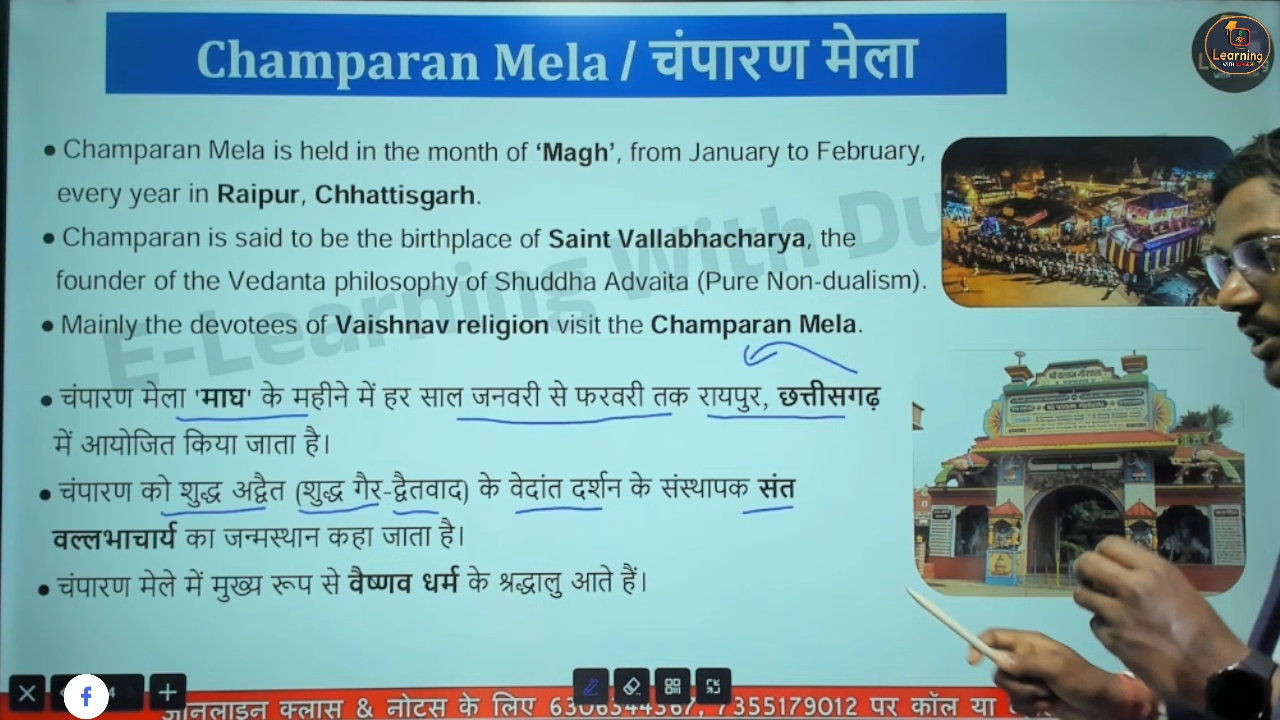 Champaran Mela / चंपारण मेला
Learning
• Champaran Mela is held in the month of ‘Magh’, from January to February,
every year in Raipur, Chhattisgarh.
• Champaran is said to be the birthplace of Saint Vallabhacharya, the
founder of the Vedanta philosophy of Shuddha Advaita (Pure Non-dualism).
• Mainly the devotees of Vaishnav religion visit the Champaran Mela.
E-Learning With Du
• चंपारण मेला 'माघ' के महीने में हर साल जनवरी से फरवरी तक रायपुर, छत्तीसगढ़
में आयोजित किया जाता है।
• चंपारण को शुद्ध अद्वैत (शुद्ध गैर-द्वैतवाद) के वेदांत दर्शन के संस्थापक संत
वल्लभाचार्य का जन्मस्थान कहा जाता है।
• चंपारण मेले में मुख्य रूप से वैष्णव धर्म के श्रद्धालु आते हैं।
क्लास & नोट्स के लिए 7355179012 पर कॉल या